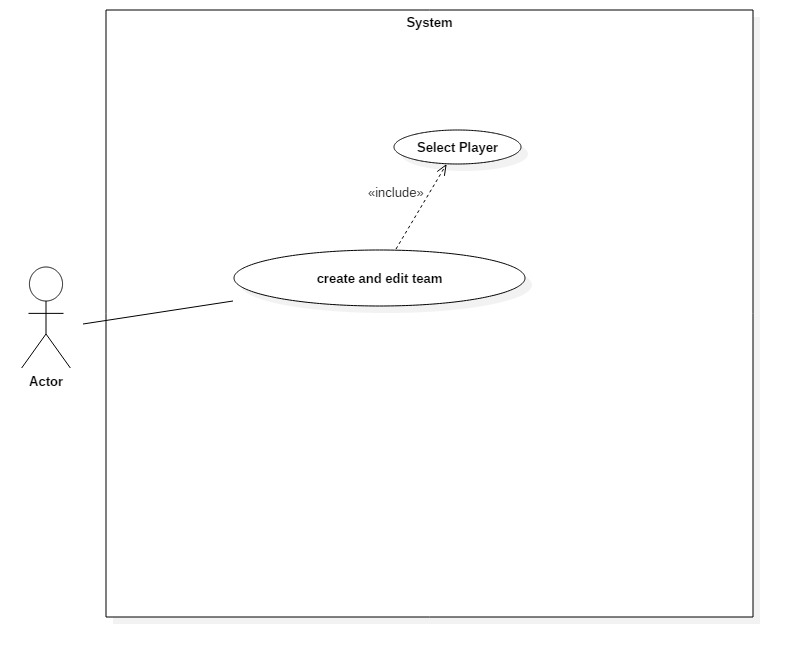 System
Select Player
«include»
create and edit team
Actor